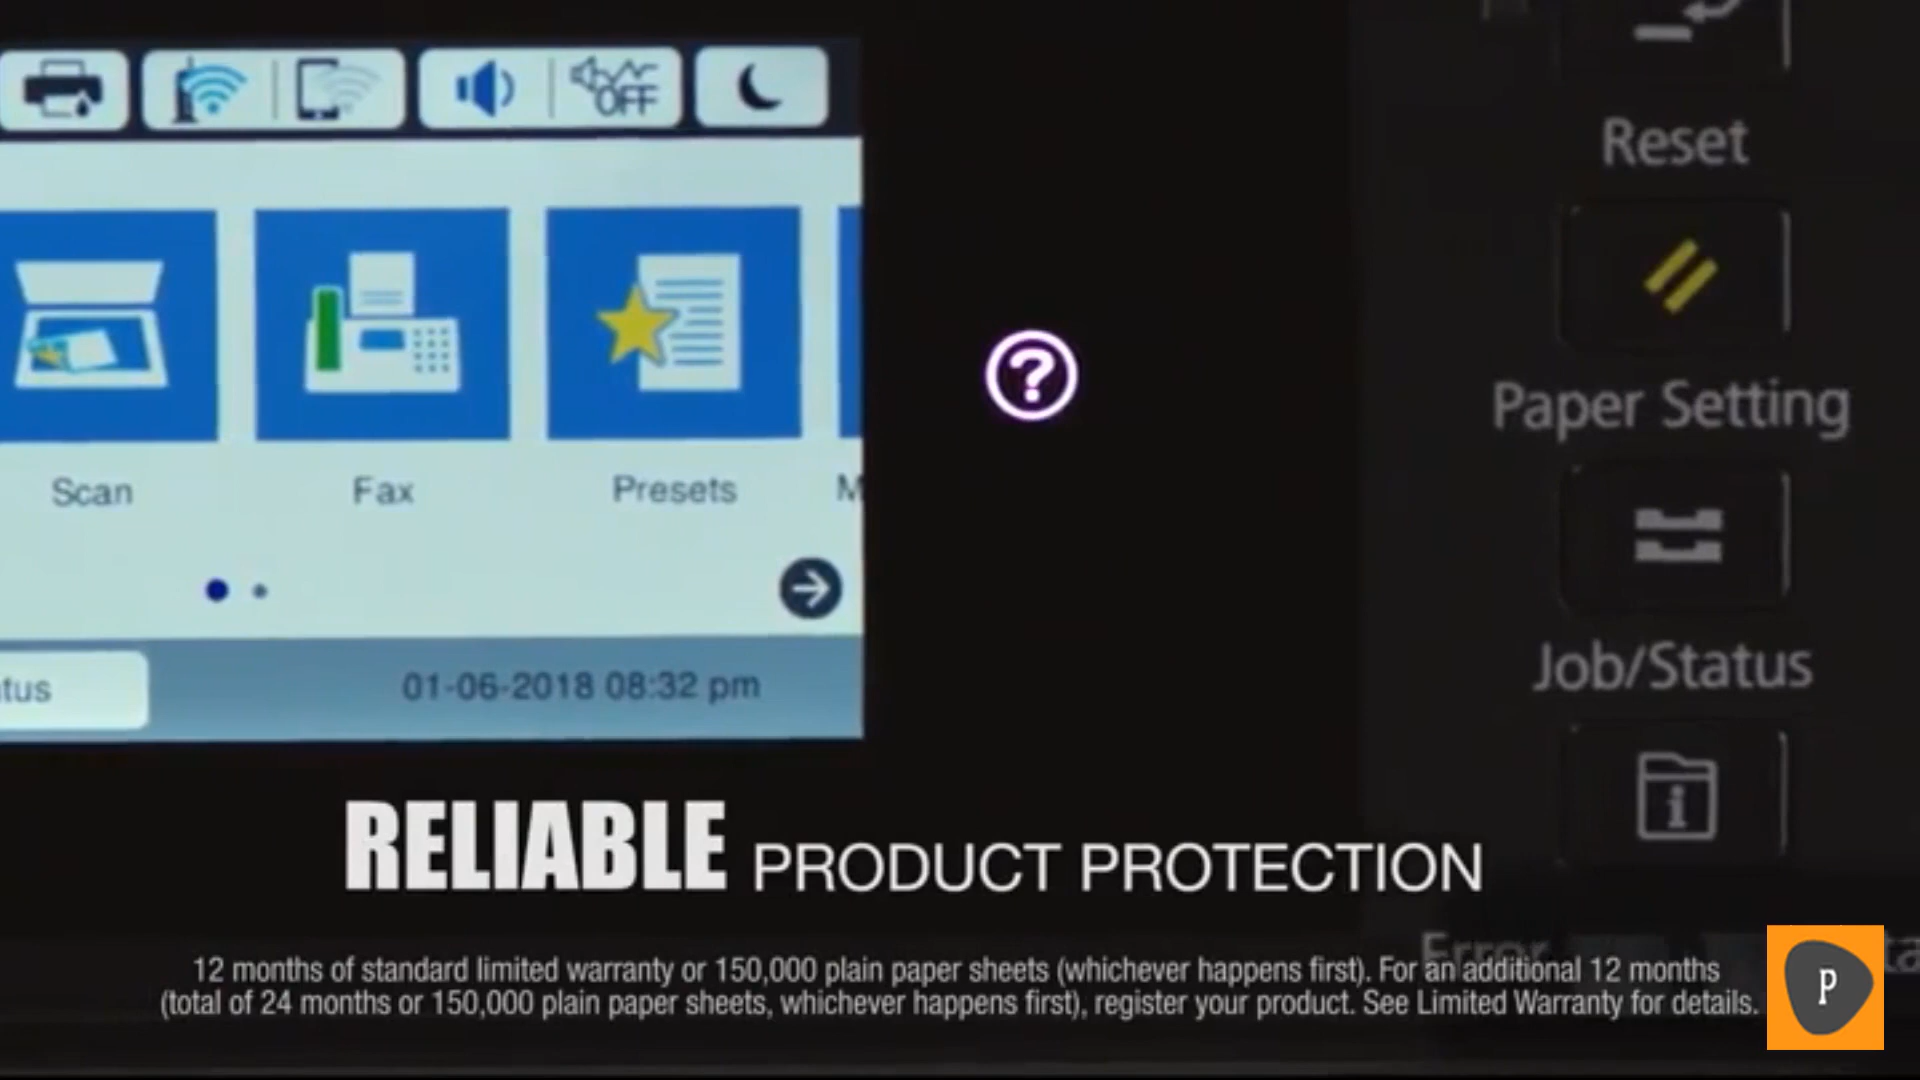 OFF
Reset
Scan
Fax
Presets
M
Paper Setting
tus
01-06-2018 08:32 pm
Job/Status
RELIABLE PRODUCT PROTECTION
Error
12 months of standard limited warranty or 150,000 plain paper sheets (whichever happens first). For an additional 12 months
(total of 24 months or 150,000 plain paper sheets, whichever happens first), register your product. See Limited Warranty for details.
P